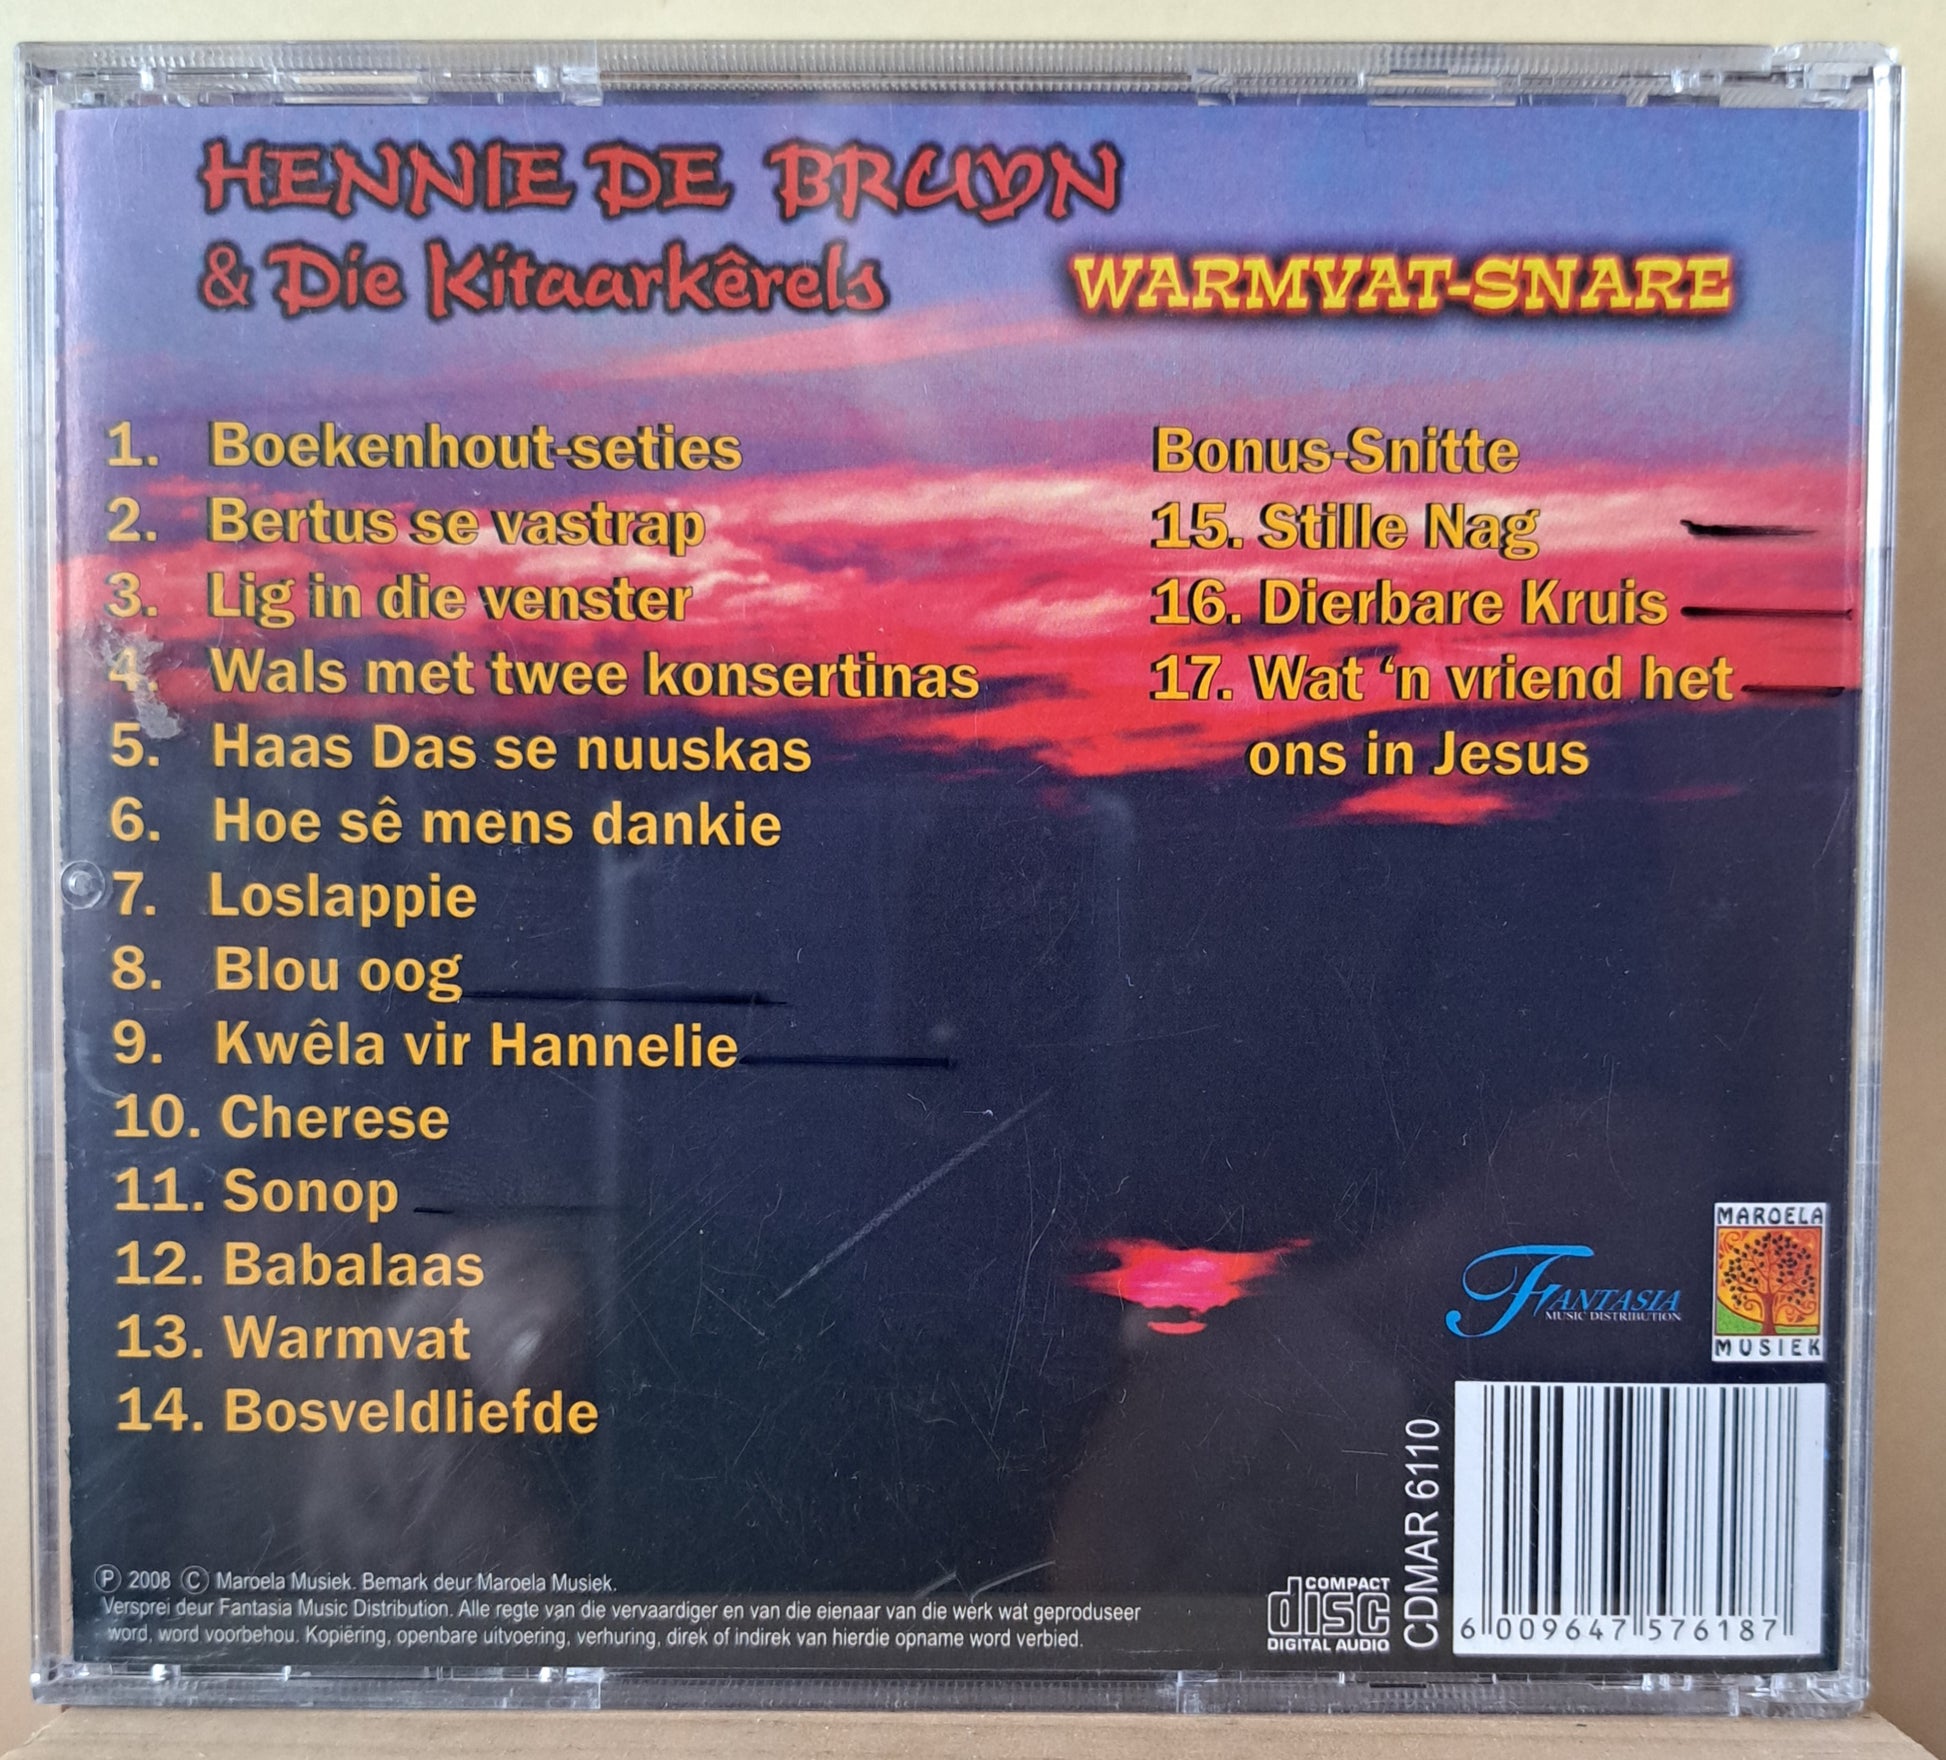 HENNIE DE BRUYN
& Die Kitaarkêrels
WARMVAT-SNARE
1. Boekenhout-seties
2. Bertus se vastrap
3. Lig in die venster
4. Wals met twee konsertinas
5. Haas Das se nuuskas
6. Hoe sê mens dankie
7. Loslappie
8. Blou oog
9. Kwêla vir Hannelie
10. Cherese
11. Sonop
12. Babalaas
13. Warmvat
14. Bosveldliefde
Bonus-Snitte
15. Stille Nag
16. Dierbare Kruis
17. Wat ‘n vriend het
ons in Jesus
FANTASIA
MUSIC DISTRIBUTION
MAROELA
MUSIEK
℗ 2008 © Maroela Musiek. Bemark deur Maroela Musiek.
Versprei deur Fantasia Music Distribution. Alle regte van die vervaardiger en van die eienaar van die werk wat geproduseer
word, word voorbehou. Kopiëring, openbare uitvoering, verhuring, direk of indirek van hierdie opname word verbied.
COMPACT
disc
DIGITAL AUDIO
CDMAR 6110
6 009647 576187